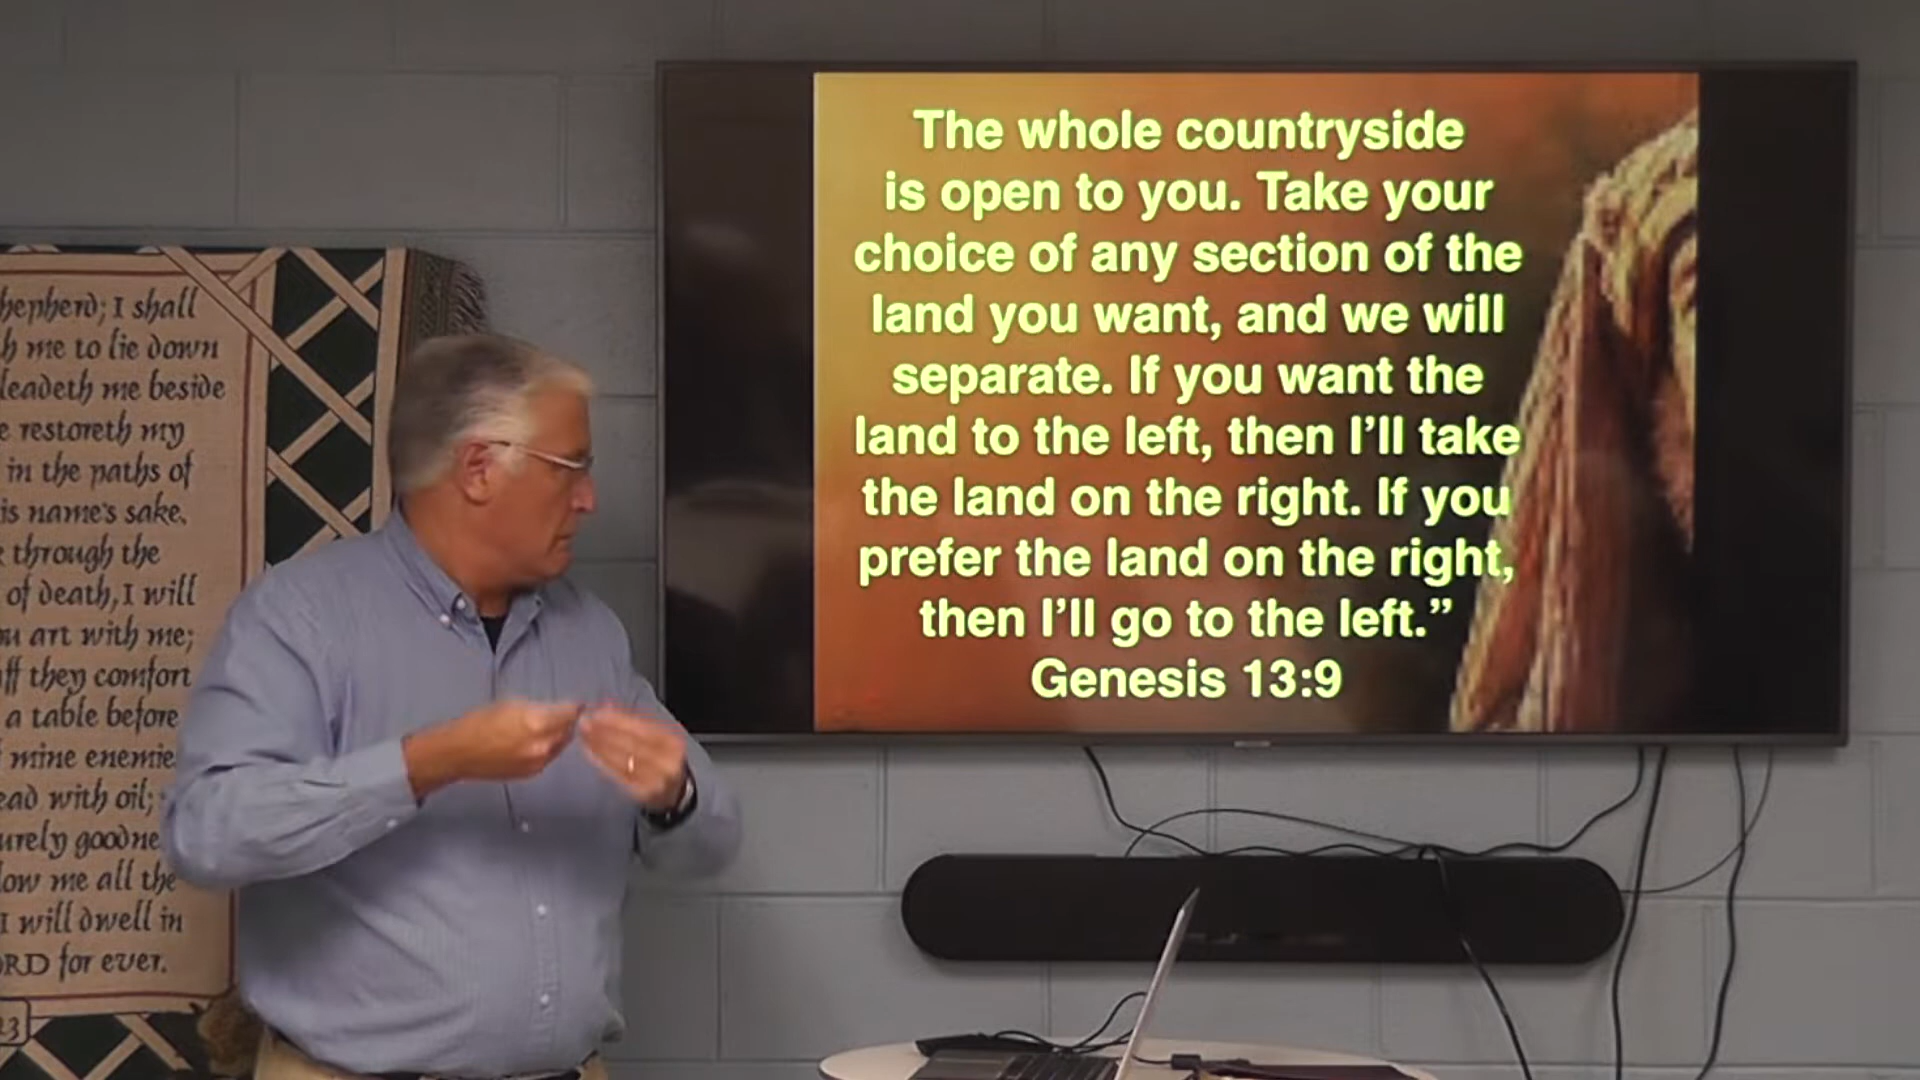 The whole countryside
is open to you. Take your
choice of any section of the
land you want, and we will
separate. If you want the
land to the left, then I’ll take
the land on the right. If you
prefer the land on the right,
then I’ll go to the left.”
Genesis 13:9
I shall
me to lie down
leadeth me beside
restoreth my
in the paths of
name's sake,
through the
of death, I will
art with me;
they comfort
a table before
mine
with oil;
low me all the
I will dwell in
for ever.